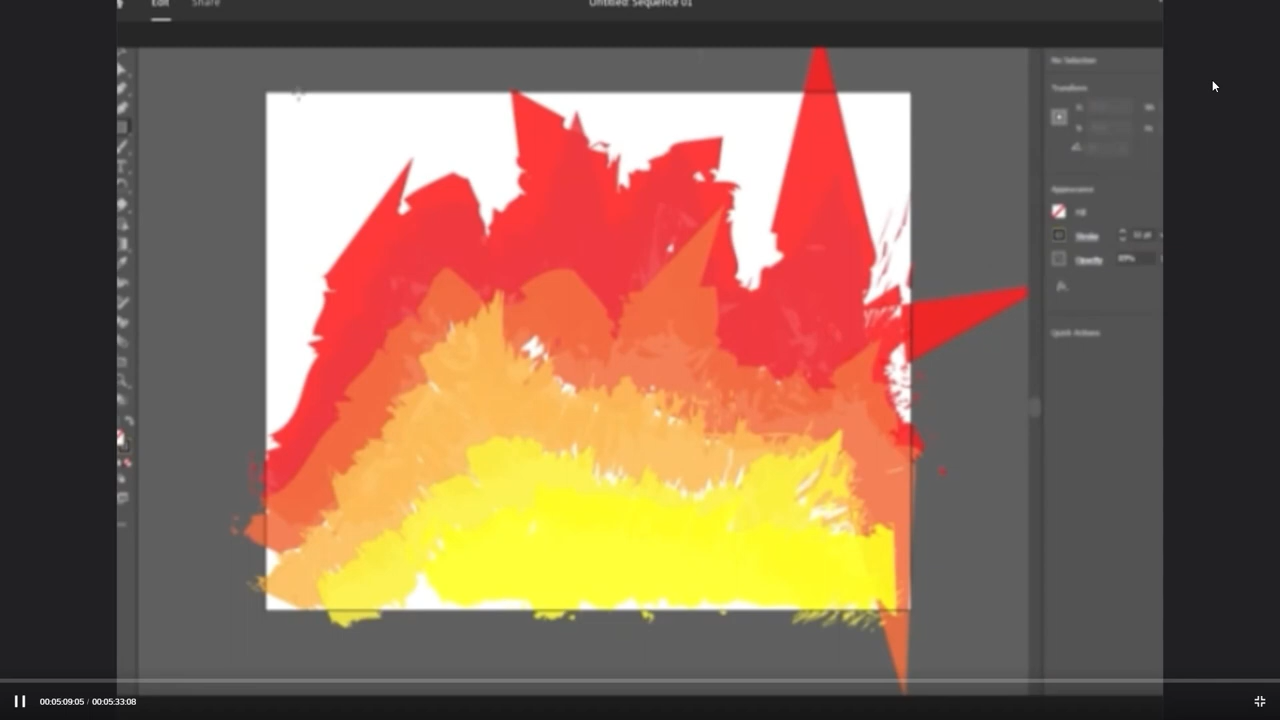 Edit Share Untitled: Sequence 01
No Selection
Transform
Appearance
Fill
Stroke
Opacity
fx
Quick Actions
00:05:09:05 / 00:05:33:08